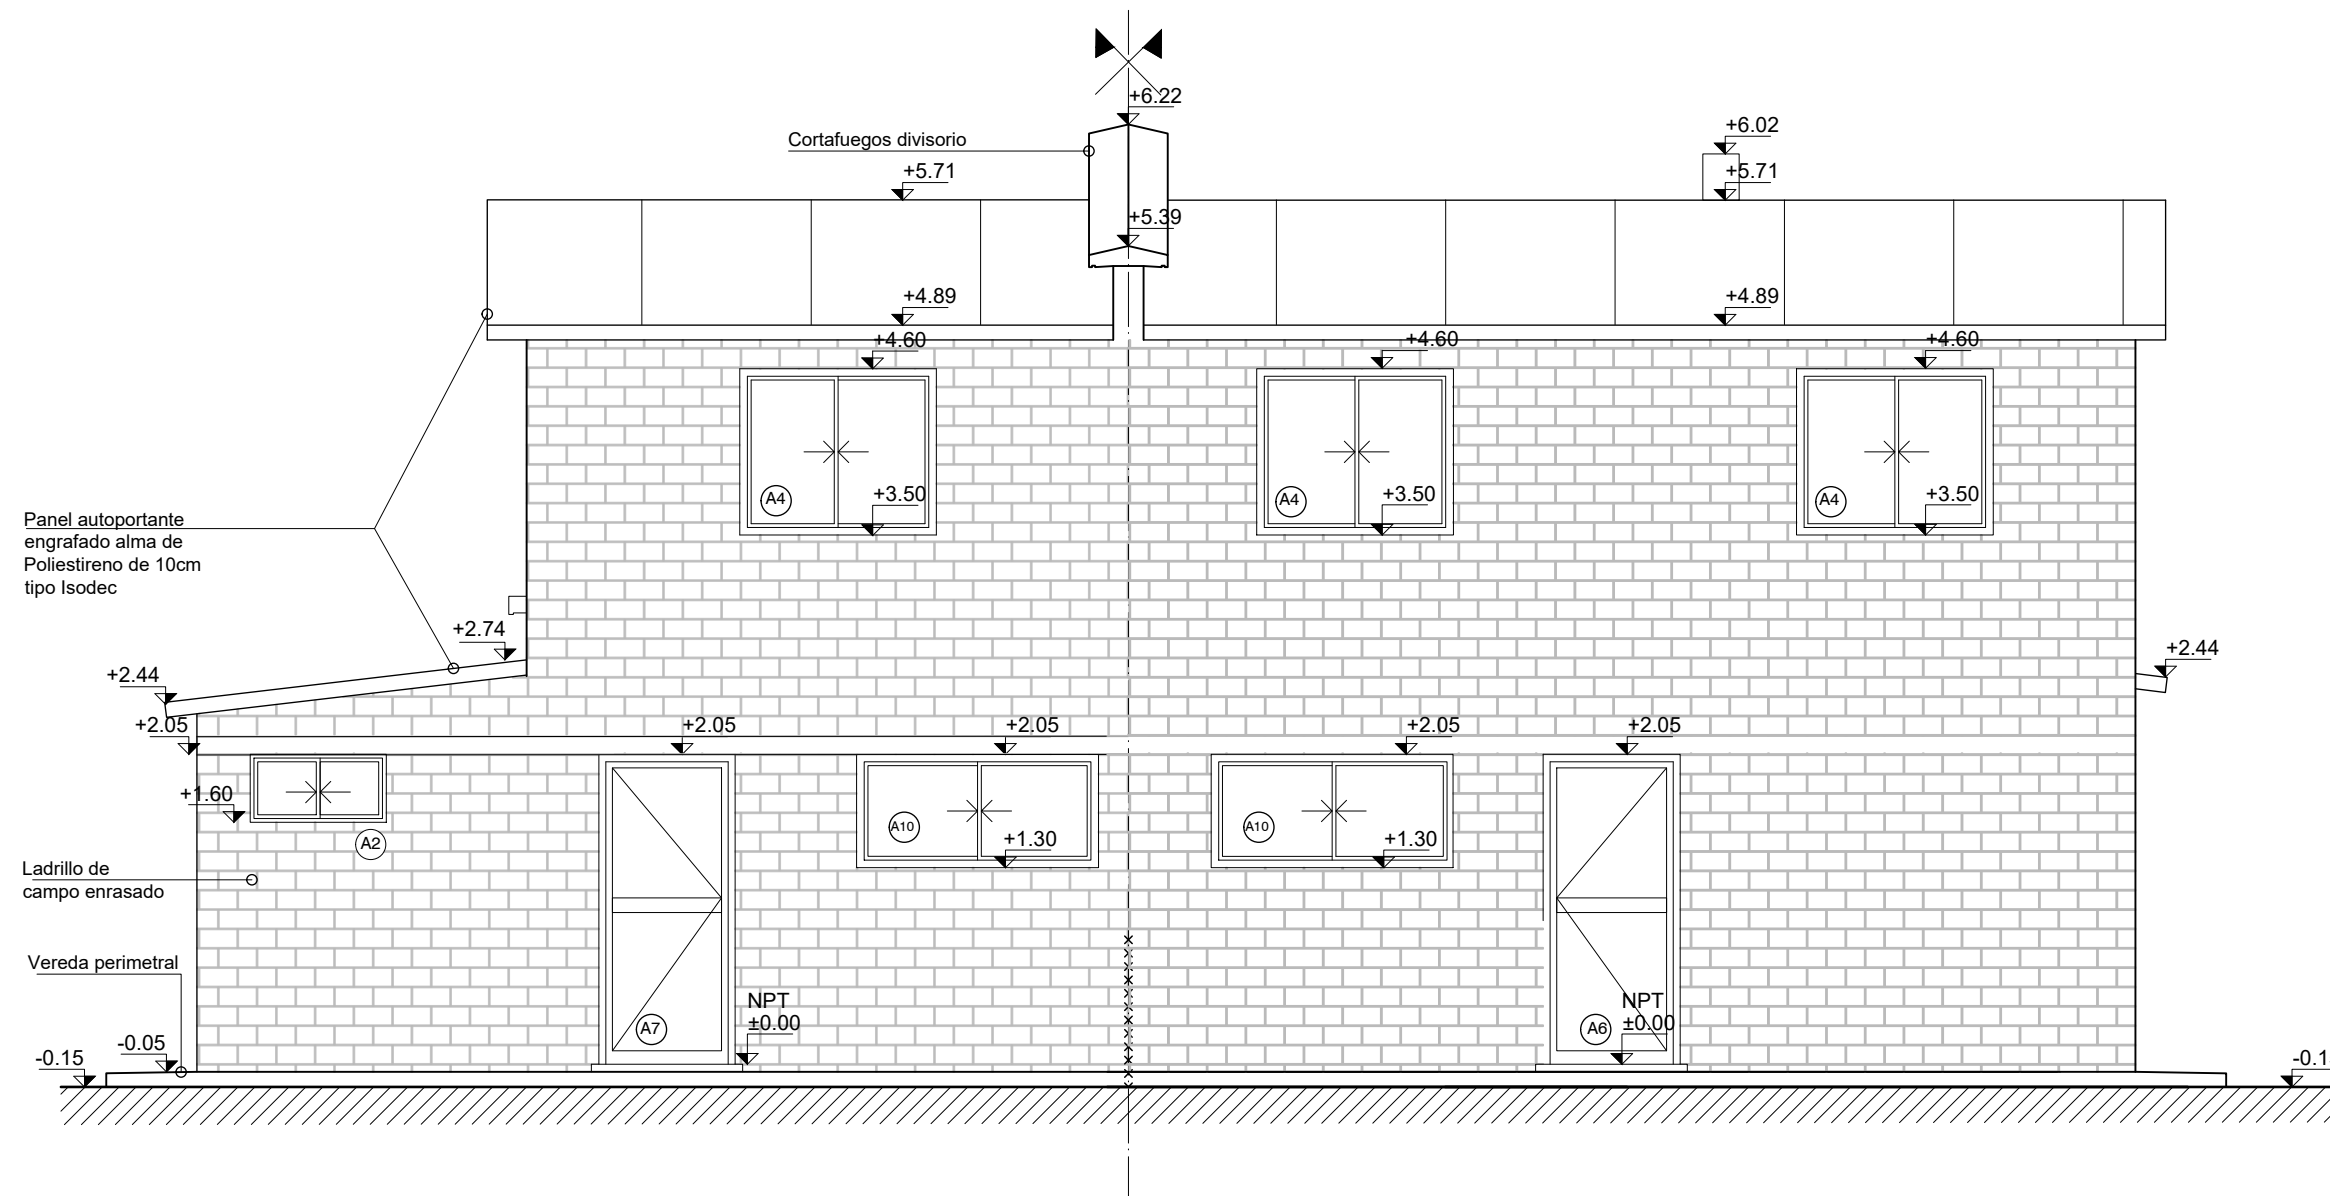 +6.22
Cortafuegos divisorio
+6.02
+5.71
+5.71
+5.39
+4.89
+4.89
+4.60
+4.60
+4.60
A4
+3.50
A4
+3.50
A4
+3.50
Panel autoportante
engrafado alma de
Poliestireno de 10cm
tipo Isodec
+2.74
+2.44
+2.44
+2.05
+2.05
+2.05
+2.05
+2.05
+1.60
A2
A10
+1.30
A10
+1.30
Ladrillo de
campo enrasado
Vereda perimetral
NPT
±0.00
A7
NPT
±0.00
A6
-0.05
-0.15
-0.1